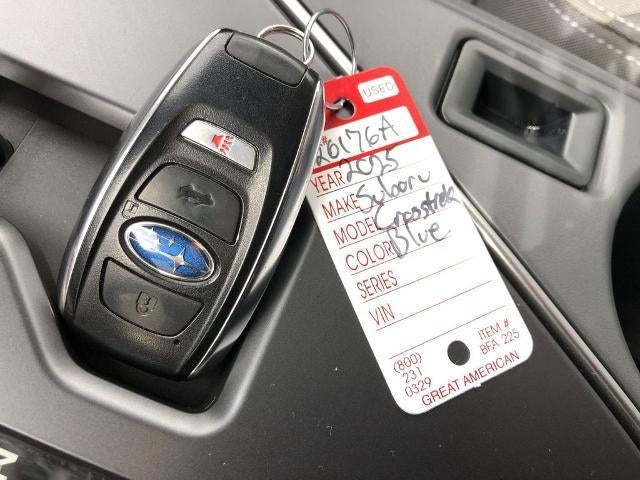 USED
# 26176A
YEAR 2025
MAKE Subaru
MODEL Crosstrek
COLOR Blue
SERIES
VIN
(800)
231
0329
ITEM #
BFA 225
GREAT AMERICAN